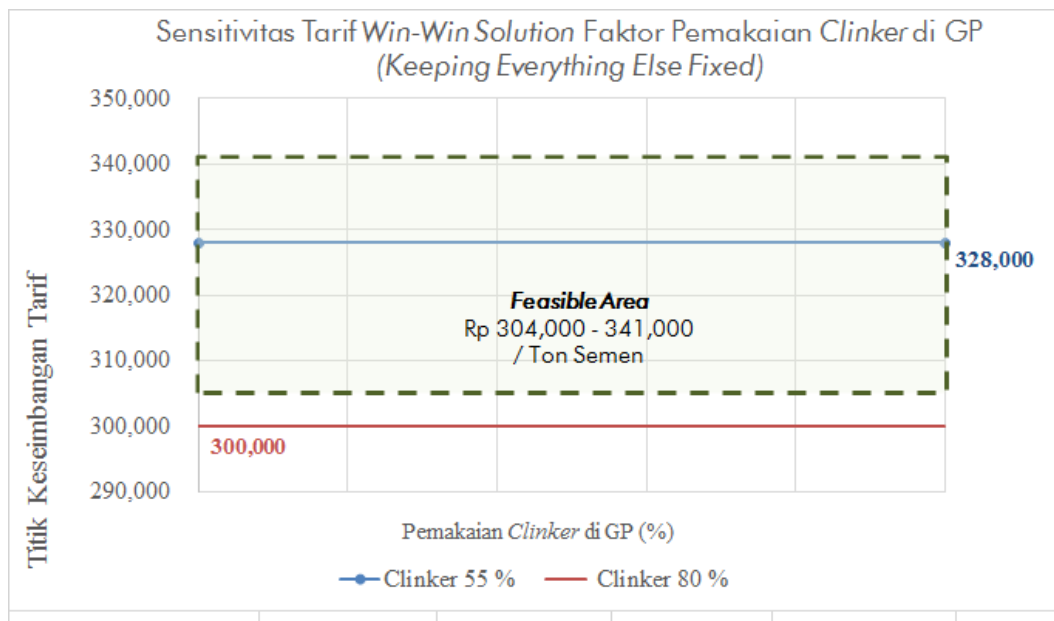 Sensitivitas Tarif Win-Win Solution Faktor Pemakaian Clinker di GP
(Keeping Everything Else Fixed)
350,000
340,000
330,000
320,000
310,000
300,000
290,000
Titik Keseimbangan Tarif
328,000
Feasible Area
Rp 304,000 - 341,000
/ Ton Semen
300,000
Pemakaian Clinker di GP (%)
Clinker 55 %
Clinker 80 %